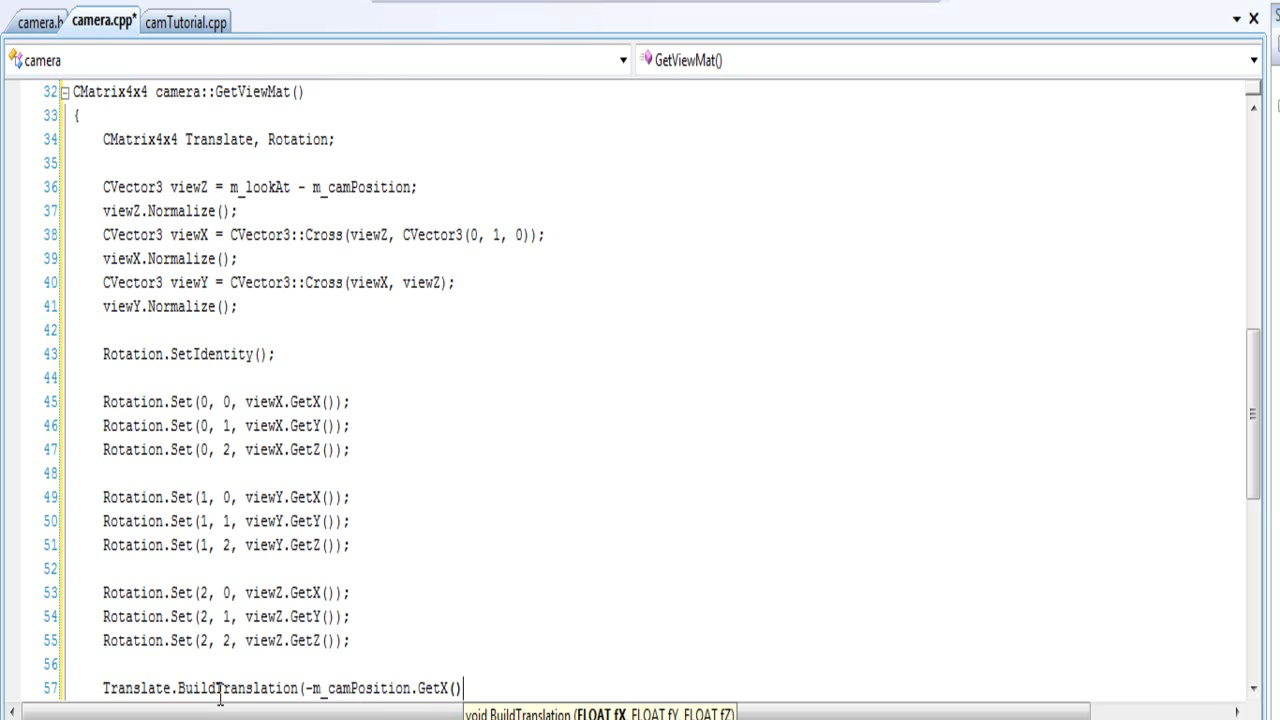 camera.h camera.cpp* camTutorial.cpp
camera GetViewMat()
32 CMatrix4x4 camera::GetViewMat()
33 {
34 CMatrix4x4 Translate, Rotation;
35
36 CVector3 viewZ = m_lookAt - m_camPosition;
37 viewZ.Normalize();
38 CVector3 viewX = CVector3::Cross(viewZ, CVector3(0, 1, 0));
39 viewX.Normalize();
40 CVector3 viewY = CVector3::Cross(viewX, viewZ);
41 viewY.Normalize();
42
43 Rotation.SetIdentity();
44
45 Rotation.Set(0, 0, viewX.GetX());
46 Rotation.Set(0, 1, viewX.GetY());
47 Rotation.Set(0, 2, viewX.GetZ());
48
49 Rotation.Set(1, 0, viewY.GetX());
50 Rotation.Set(1, 1, viewY.GetY());
51 Rotation.Set(1, 2, viewY.GetZ());
52
53 Rotation.Set(2, 0, viewZ.GetX());
54 Rotation.Set(2, 1, viewZ.GetY());
55 Rotation.Set(2, 2, viewZ.GetZ());
56
57 Translate.BuildTranslation(-m_camPosition.GetX()
void BuildTranslation (FLOAT fX, FLOAT fY, FLOAT fZ)